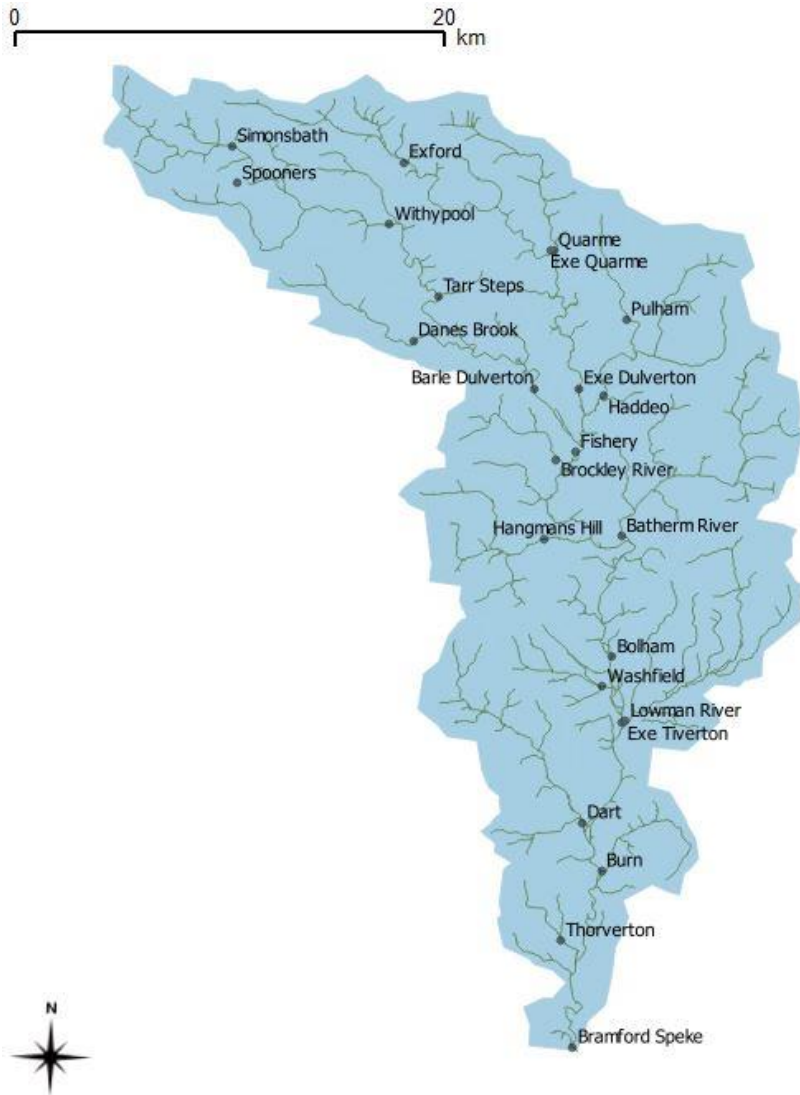 0 20
km
Simonsbath
Exford
Spooners
Withypool
Quarme
Exe Quarme
Tarr Steps
Pulham
Danes Brook
Barle Dulverton
Exe Dulverton
Haddeo
Fishery
Brockley River
Hangmans Hill
Batherm River
Bolham
Washfield
Lowman River
Exe Tiverton
Dart
Burn
Thorverton
N
Bramford Speke